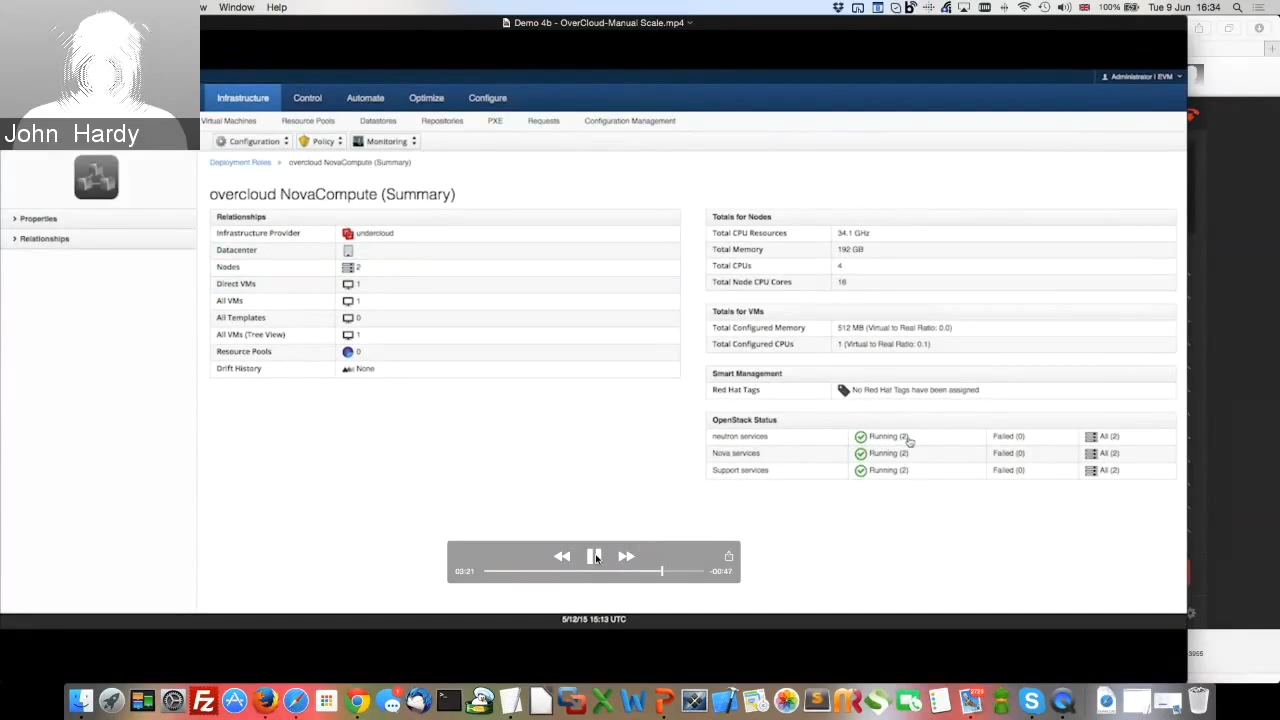 Window Help
100% Tue 9 Jun 16:34
Demo 4b - OverCloud-Manual Scale.mp4
Administrator | EVM
John Hardy
Infrastructure Control Automate Optimize Configure
Virtual Machines Resource Pools Datastores Repositories PXE Requests Configuration Management
Configuration Policy Monitoring
Deployment Roles > overcloud NovaCompute (Summary)
Properties
Relationships
overcloud NovaCompute (Summary)
Relationships
Infrastructure Provider undercloud
Datacenter
Nodes 2
Direct VMs 1
All VMs 1
All Templates 0
All VMs (Tree View) 1
Resource Pools 0
Drift History None
Totals for Nodes
Total CPU Resources 34.1 GHz
Total Memory 192 GB
Total CPUs 4
Total Node CPU Cores 16
Totals for VMs
Total Configured Memory 512 MB (Virtual to Real Ratio: 0.0)
Total Configured CPUs 1 (Virtual to Real Ratio: 0.1)
Smart Management
Red Hat Tags No Red Hat Tags have been assigned
OpenStack Status
neutron services Running (2) Failed (0) All (2)
Nova services Running (2) Failed (0) All (2)
Support services Running (2) Failed (0) All (2)
03:21 -00:47
5/12/15 15:13 UTC
3955